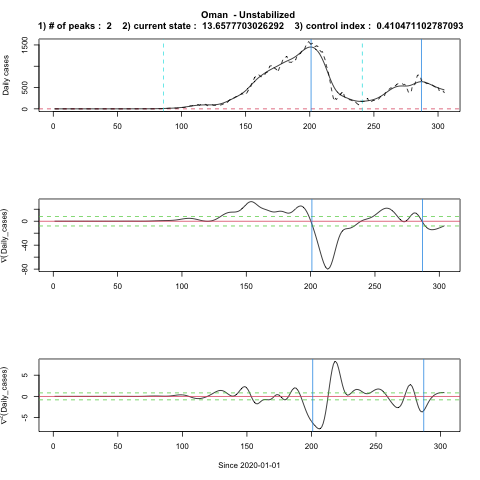 Oman - Unstabilized
1) # of peaks : 2 2) current state : 13.6577703026292 3) control index : 0.410471102787093
Daily cases
0 500 1500
0 50 100 150 200 250 300
∇(Daily_cases)
-80 -40 0
0 50 100 150 200 250 300
∇²(Daily_cases)
-5 0 5
0 50 100 150 200 250 300
Since 2020-01-01